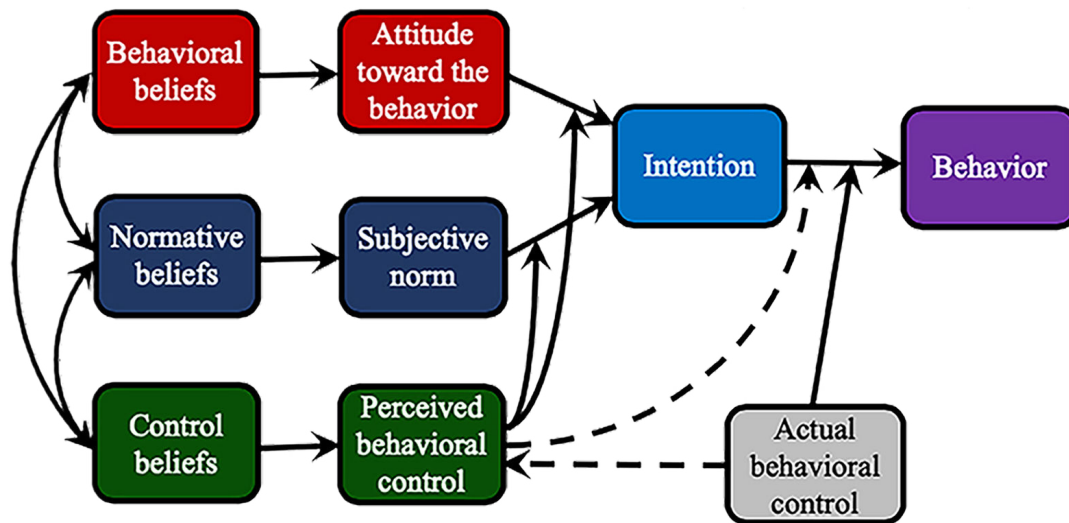 Behavioral
beliefs
Attitude
toward the
behavior
Intention
Behavior
Normative
beliefs
Subjective
norm
Control
beliefs
Perceived
behavioral
control
Actual
behavioral
control